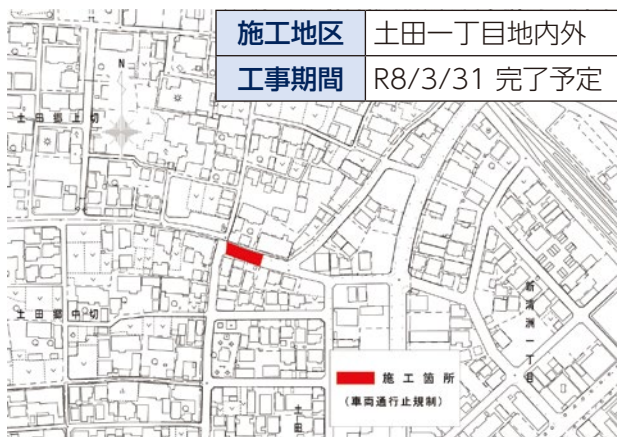 施工地区 土田一丁目地内外
工事期間 R8/3/31 完了予定
N
土田郷上切
土田郷中切
新清洲一丁目
土田
施工箇所
(車両通行止規制)